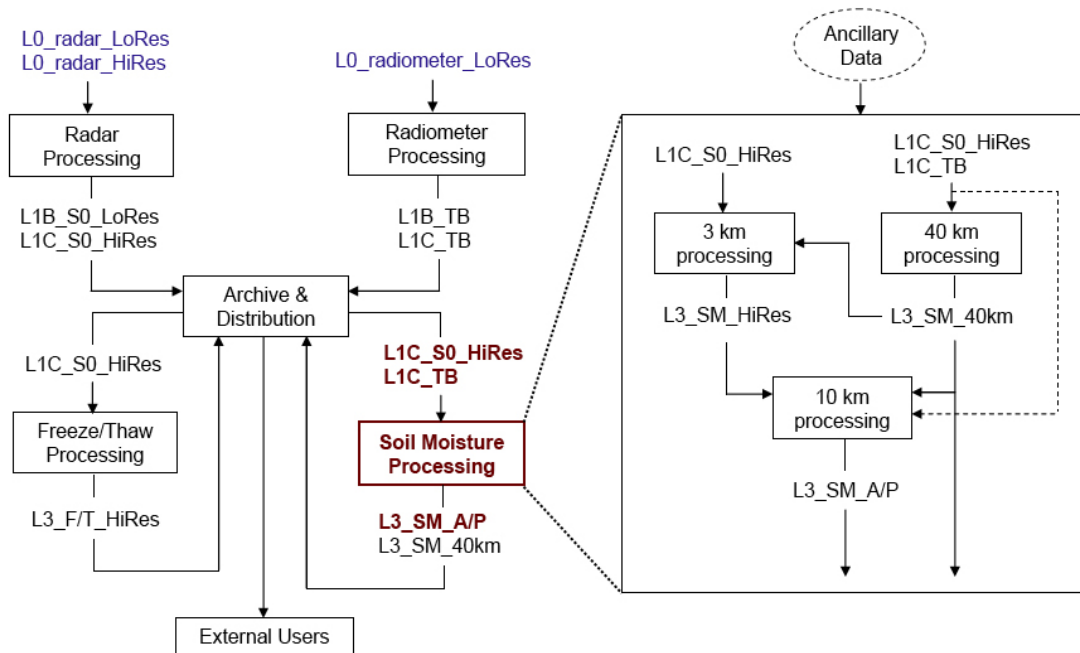 L0_radar_LoRes
L0_radar_HiRes
L0_radiometer_LoRes
Radar
Processing
Radiometer
Processing
L1B_S0_LoRes
L1C_S0_HiRes
L1B_TB
L1C_TB
Archive &
Distribution
L1C_S0_HiRes
L1C_S0_HiRes
L1C_TB
Freeze/Thaw
Processing
Soil Moisture
Processing
L3_F/T_HiRes
L3_SM_A/P
L3_SM_40km
External Users
Ancillary
Data
L1C_S0_HiRes
L1C_S0_HiRes
L1C_TB
3 km
processing
40 km
processing
L3_SM_HiRes
L3_SM_40km
10 km
processing
L3_SM_A/P